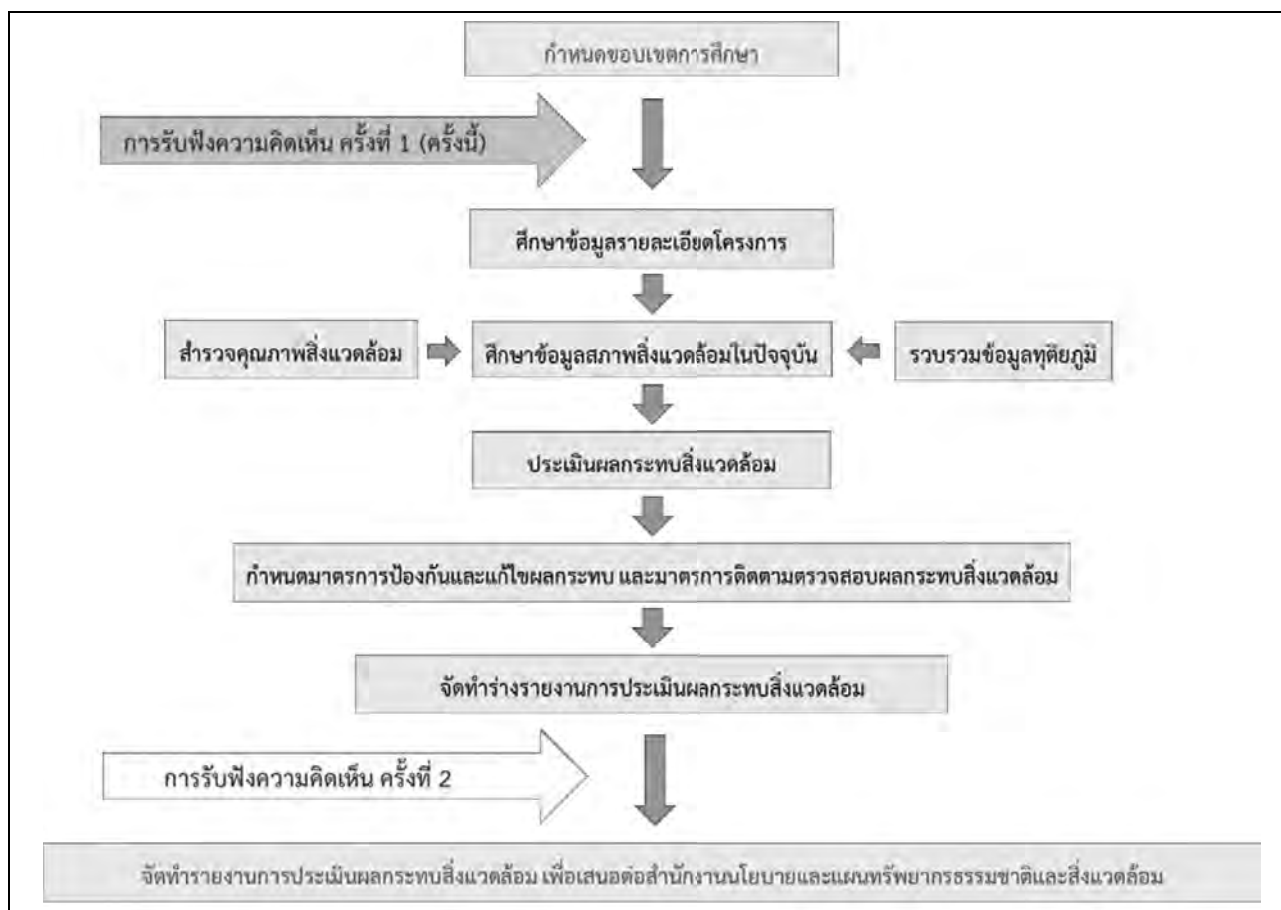 กำหนดขอบเขตการศึกษา
การรับฟังความคิดเห็น ครั้งที่ 1 (ครั้งนี้)
ศึกษาข้อมูลรายละเอียดโครงการ
สำรวจคุณภาพสิ่งแวดล้อม
ศึกษาข้อมูลสภาพสิ่งแวดล้อมในปัจจุบัน
รวบรวมข้อมูลทุติยภูมิ
ประเมินผลกระทบสิ่งแวดล้อม
กำหนดมาตรการป้องกันและแก้ไขผลกระทบ และมาตรการติดตามตรวจสอบผลกระทบสิ่งแวดล้อม
จัดทำร่างรายงานการประเมินผลกระทบสิ่งแวดล้อม
การรับฟังความคิดเห็น ครั้งที่ 2
จัดทำรายงานการประเมินผลกระทบสิ่งแวดล้อม เพื่อเสนอต่อสำนักงานนโยบายและแผนทรัพยากรธรรมชาติและสิ่งแวดล้อม